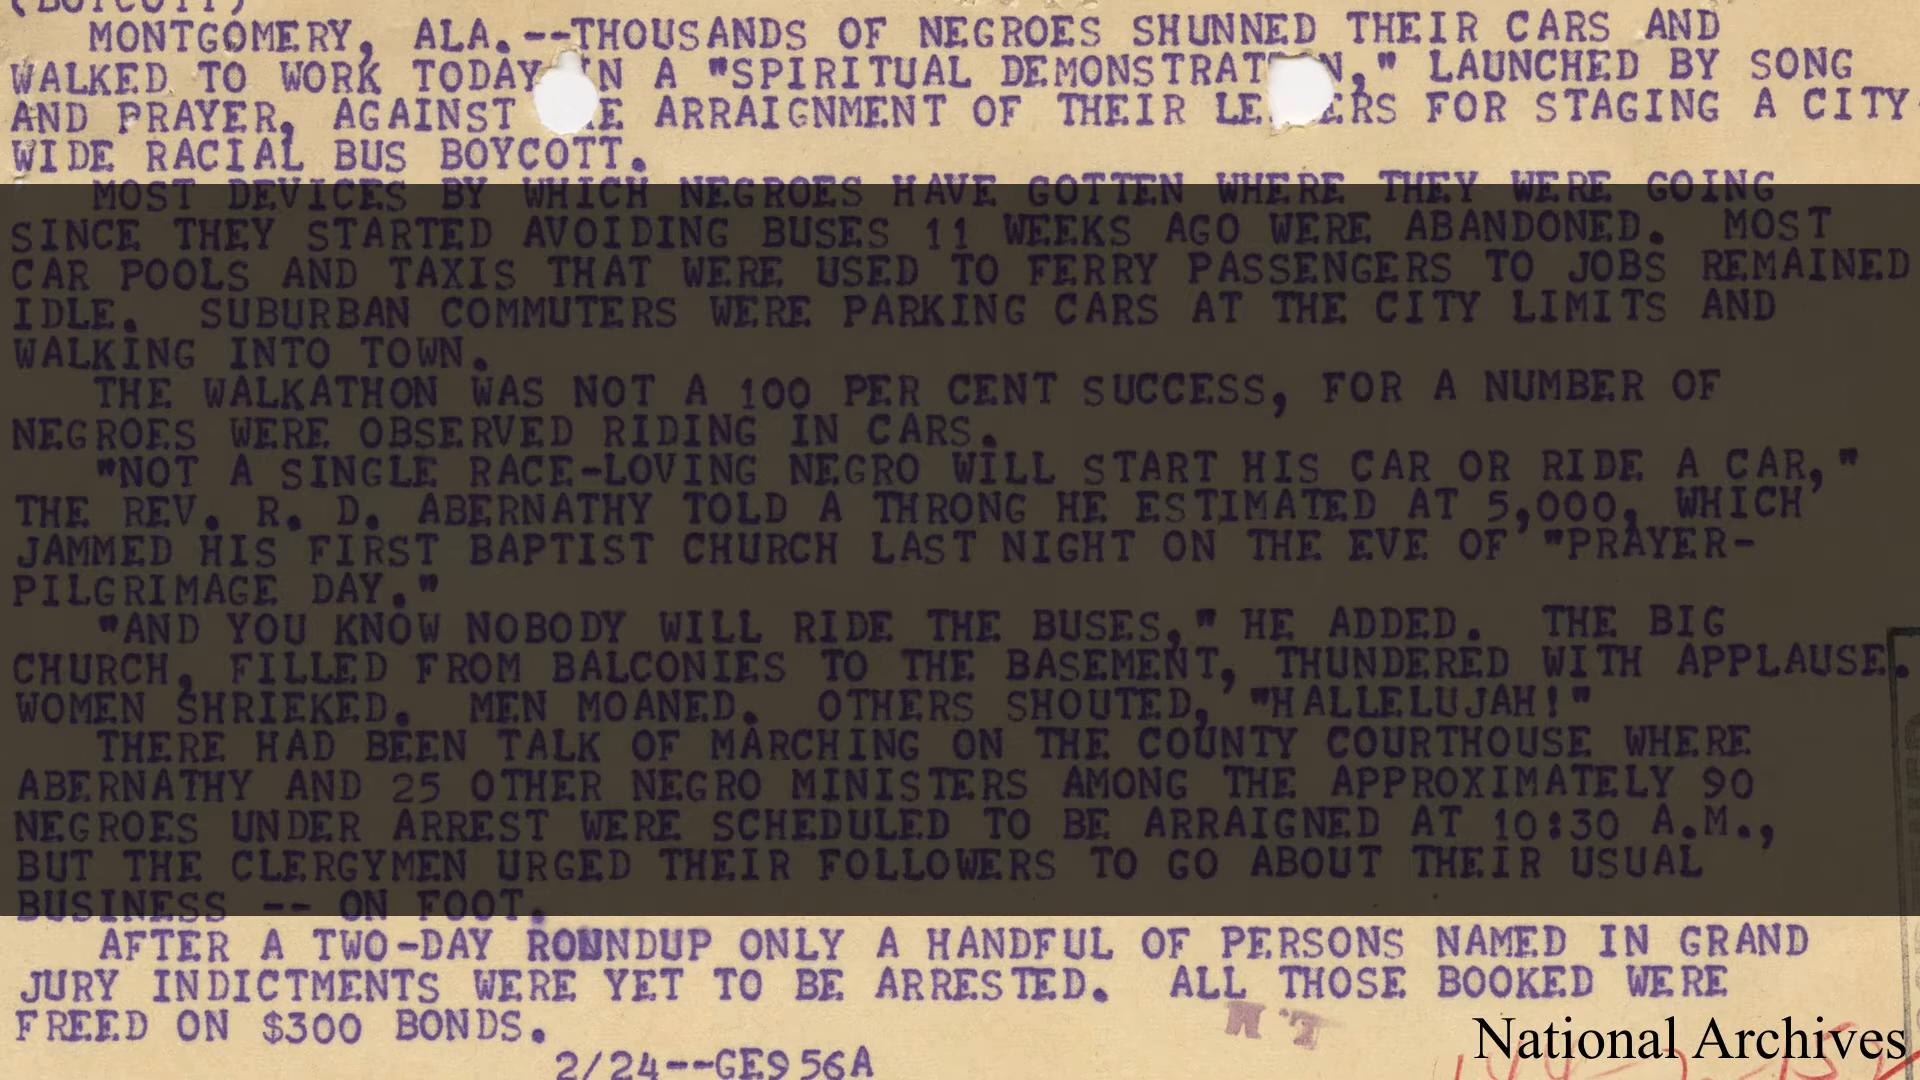 (BOYCOTT)
MONTGOMERY, ALA.--THOUSANDS OF NEGROES SHUNNED THEIR CARS AND
WALKED TO WORK TODAY IN A "SPIRITUAL DEMONSTRATION," LAUNCHED BY SONG
AND PRAYER, AGAINST THE ARRAIGNMENT OF THEIR LEADERS FOR STAGING A CITY-
WIDE RACIAL BUS BOYCOTT.
MOST DEVICES BY WHICH NEGROES HAVE GOTTEN WHERE THEY WERE GOING
SINCE THEY STARTED AVOIDING BUSES 11 WEEKS AGO WERE ABANDONED. MOST
CAR POOLS AND TAXIS THAT WERE USED TO FERRY PASSENGERS TO JOBS REMAINED
IDLE. SUBURBAN COMMUTERS WERE PARKING CARS AT THE CITY LIMITS AND
WALKING INTO TOWN.
THE WALKATHON WAS NOT A 100 PER CENT SUCCESS, FOR A NUMBER OF
NEGROES WERE OBSERVED RIDING IN CARS.
"NOT A SINGLE RACE-LOVING NEGRO WILL START HIS CAR OR RIDE A CAR,"
THE REV. R. D. ABERNATHY TOLD A THRONG HE ESTIMATED AT 5,000, WHICH
JAMMED HIS FIRST BAPTIST CHURCH LAST NIGHT ON THE EVE OF "PRAYER-
PILGRIMAGE DAY."
"AND YOU KNOW NOBODY WILL RIDE THE BUSES," HE ADDED. THE BIG
CHURCH, FILLED FROM BALCONIES TO THE BASEMENT, THUNDERED WITH APPLAUSE.
WOMEN SHRIEKED. MEN MOANED. OTHERS SHOUTED, "HALLELUJAH!"
THERE HAD BEEN TALK OF MARCHING ON THE COUNTY COURTHOUSE WHERE
ABERNATHY AND 25 OTHER NEGRO MINISTERS AMONG THE APPROXIMATELY 90
NEGROES UNDER ARREST WERE SCHEDULED TO BE ARRAIGNED AT 10:30 A.M.,
BUT THE CLERGYMEN URGED THEIR FOLLOWERS TO GO ABOUT THEIR USUAL
BUSINESS -- ON FOOT.
AFTER A TWO-DAY ROUNDUP ONLY A HANDFUL OF PERSONS NAMED IN GRAND
JURY INDICTMENTS WERE YET TO BE ARRESTED. ALL THOSE BOOKED WERE
FREED ON $300 BONDS.
2/24--GE956A
National Archives